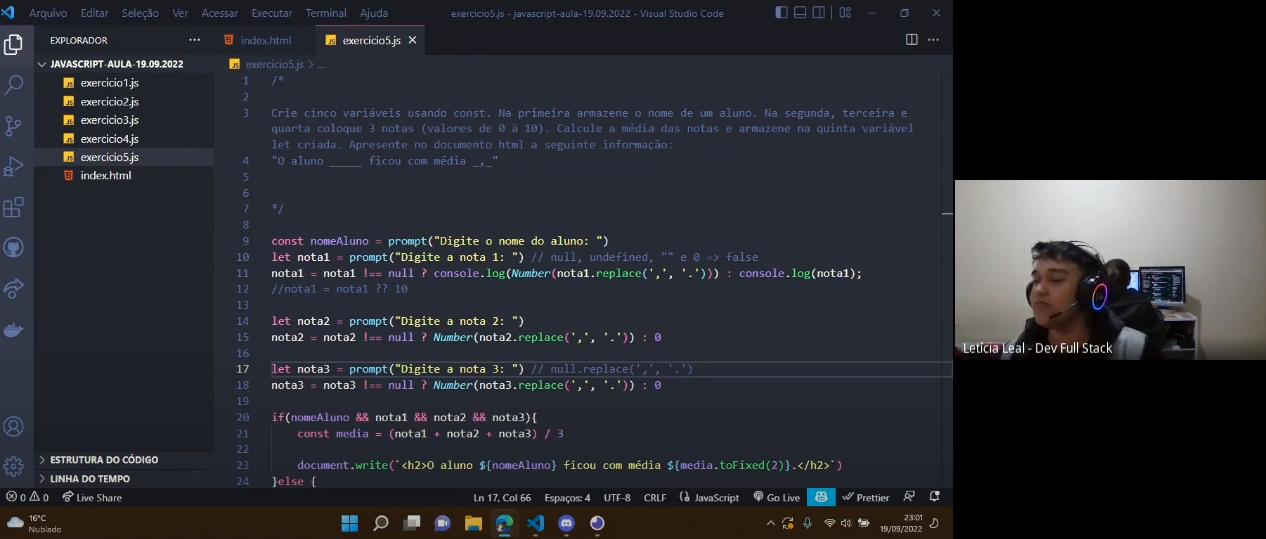 Arquivo Editar Seleção Ver Acessar Executar Terminal Ajuda
exercicio5.js - javascript-aula-19.09.2022 - Visual Studio Code
EXPLORADOR
index.html
exercicio5.js
JAVASCRIPT-AULA-19.09.2022
exercicio1.js
exercicio2.js
exercicio3.js
exercicio4.js
exercicio5.js
index.html
ESTRUTURA DO CÓDIGO
LINHA DO TEMPO
exercicio5.js > ...
1 /*
2
3 Crie cinco variáveis usando const. Na primeira armazene o nome de um aluno. Na segunda, terceira e
quarta coloque 3 notas (valores de 0 à 10). Calcule a média das notas e armazene na quinta variável
let criada. Apresente no documento html a seguinte informação:
4 "O aluno _____ ficou com média _,_"
5
6
7 */
8
9 const nomeAluno = prompt("Digite o nome do aluno: ")
10 let nota1 = prompt("Digite a nota 1: ") // null, undefined, "" e 0 => false
11 nota1 = nota1 !== null ? console.log(Number(nota1.replace(',', '.'))) : console.log(nota1);
12 //nota1 = nota1 ?? 10
13
14 let nota2 = prompt("Digite a nota 2: ")
15 nota2 = nota2 !== null ? Number(nota2.replace(',', '.')) : 0
16
17 let nota3 = prompt("Digite a nota 3: ") // null.replace(',', '.')
18 nota3 = nota3 !== null ? Number(nota3.replace(',', '.')) : 0
19
20 if(nomeAluno && nota1 && nota2 && nota3){
21 const media = (nota1 + nota2 + nota3) / 3
22
23 document.write(`<h2>O aluno ${nomeAluno} ficou com média ${media.toFixed(2)}.</h2>`)
24 }else {
0 0 Live Share
Ln 17, Col 66 Espaços: 4 UTF-8 CRLF JavaScript Go Live Prettier
16°C
Nublado
23:01
19/09/2022
Letícia Leal - Dev Full Stack